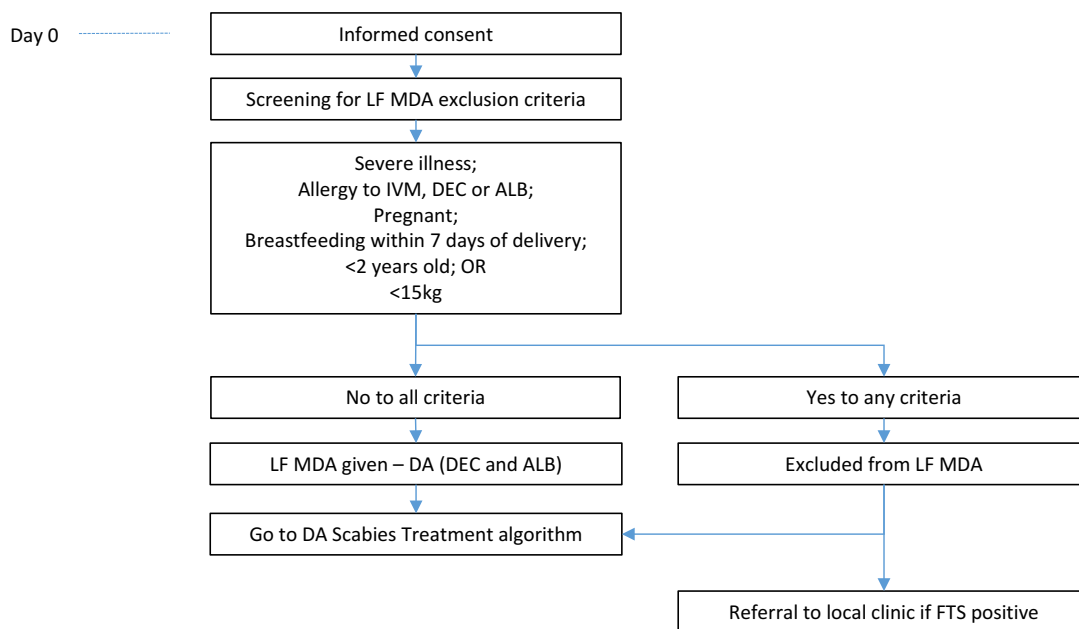 Day 0
Informed consent
Screening for LF MDA exclusion criteria
Severe illness;
Allergy to IVM, DEC or ALB;
Pregnant;
Breastfeeding within 7 days of delivery;
<2 years old; OR
<15kg
No to all criteria
Yes to any criteria
LF MDA given – DA (DEC and ALB)
Excluded from LF MDA
Go to DA Scabies Treatment algorithm
Referral to local clinic if FTS positive